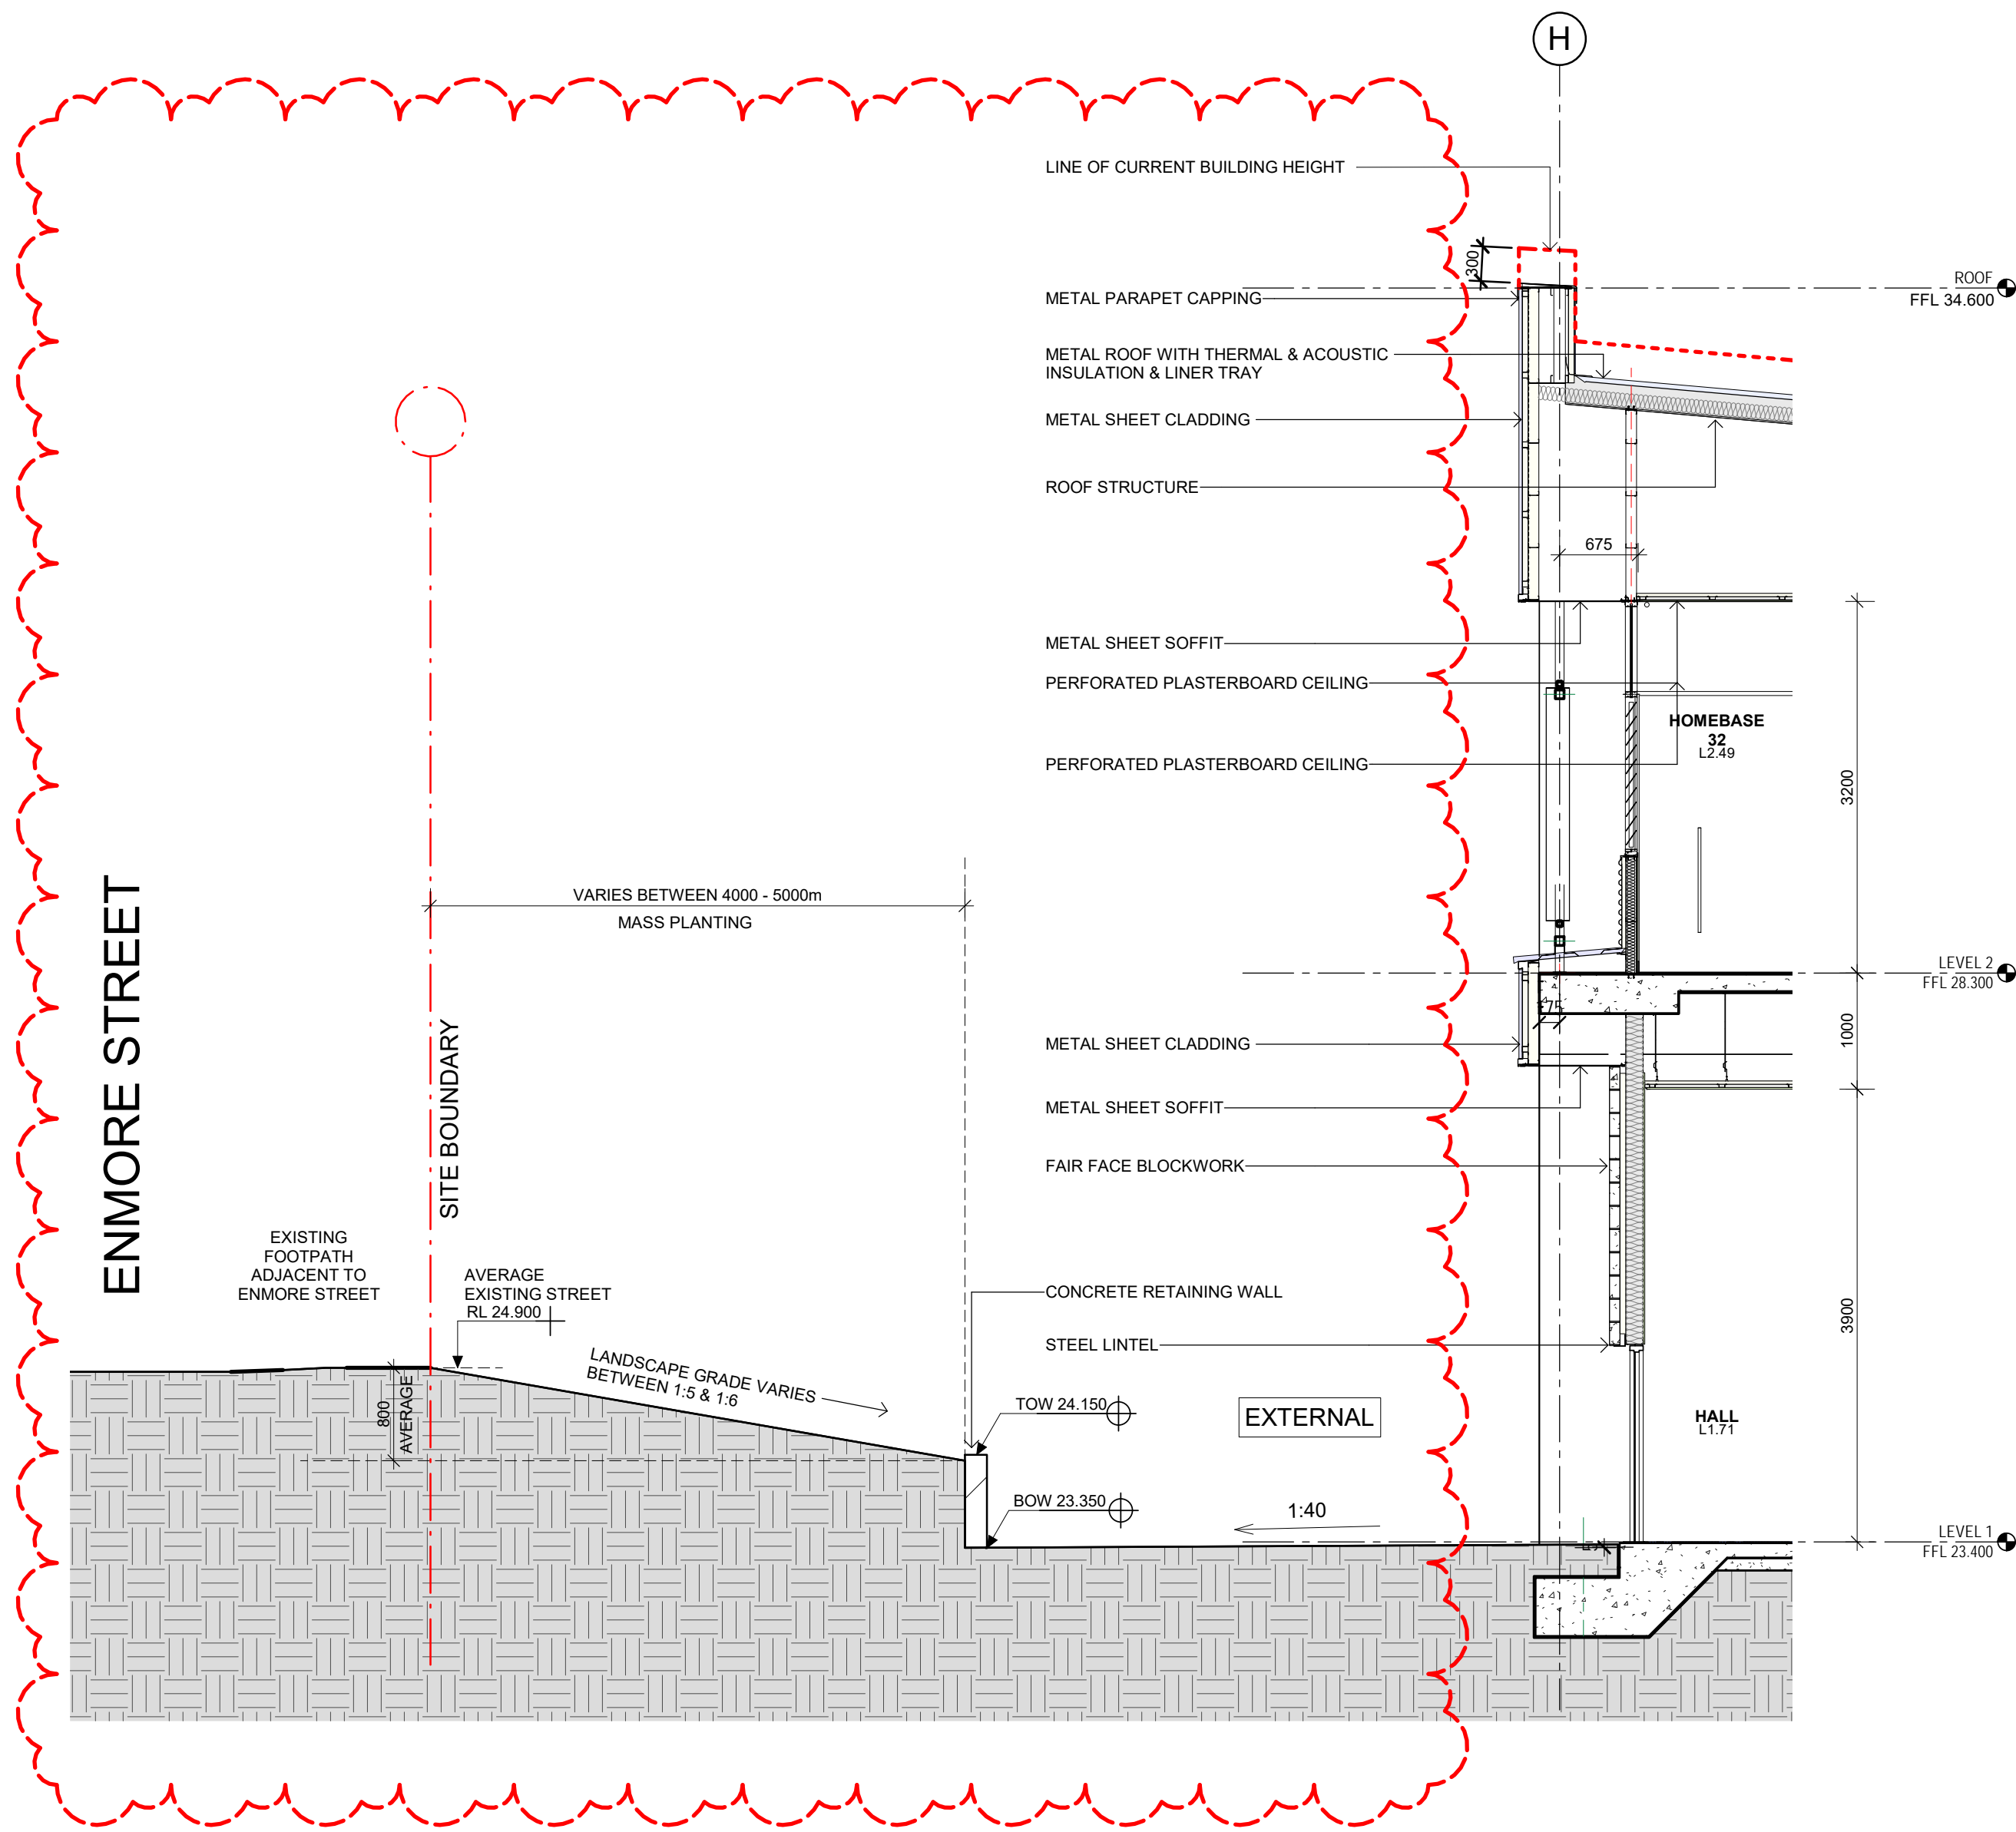 H
LINE OF CURRENT BUILDING HEIGHT
300
ROOF
FFL 34.600
METAL PARAPET CAPPING
METAL ROOF WITH THERMAL & ACOUSTIC
INSULATION & LINER TRAY
METAL SHEET CLADDING
ROOF STRUCTURE
675
METAL SHEET SOFFIT
PERFORATED PLASTERBOARD CEILING
HOMEBASE
32
L2.49
PERFORATED PLASTERBOARD CEILING
3200
VARIES BETWEEN 4000 - 5000m
MASS PLANTING
ENMORE STREET
SITE BOUNDARY
LEVEL 2
FFL 28.300
METAL SHEET CLADDING
1000
METAL SHEET SOFFIT
FAIR FACE BLOCKWORK
EXISTING
FOOTPATH
ADJACENT TO
ENMORE STREET
AVERAGE
EXISTING STREET
RL 24.900
CONCRETE RETAINING WALL
STEEL LINTEL
3900
LANDSCAPE GRADE VARIES
BETWEEN 1:5 & 1:6
800
AVERAGE
TOW 24.150
EXTERNAL
HALL
L1.71
BOW 23.350
1:40
LEVEL 1
FFL 23.400